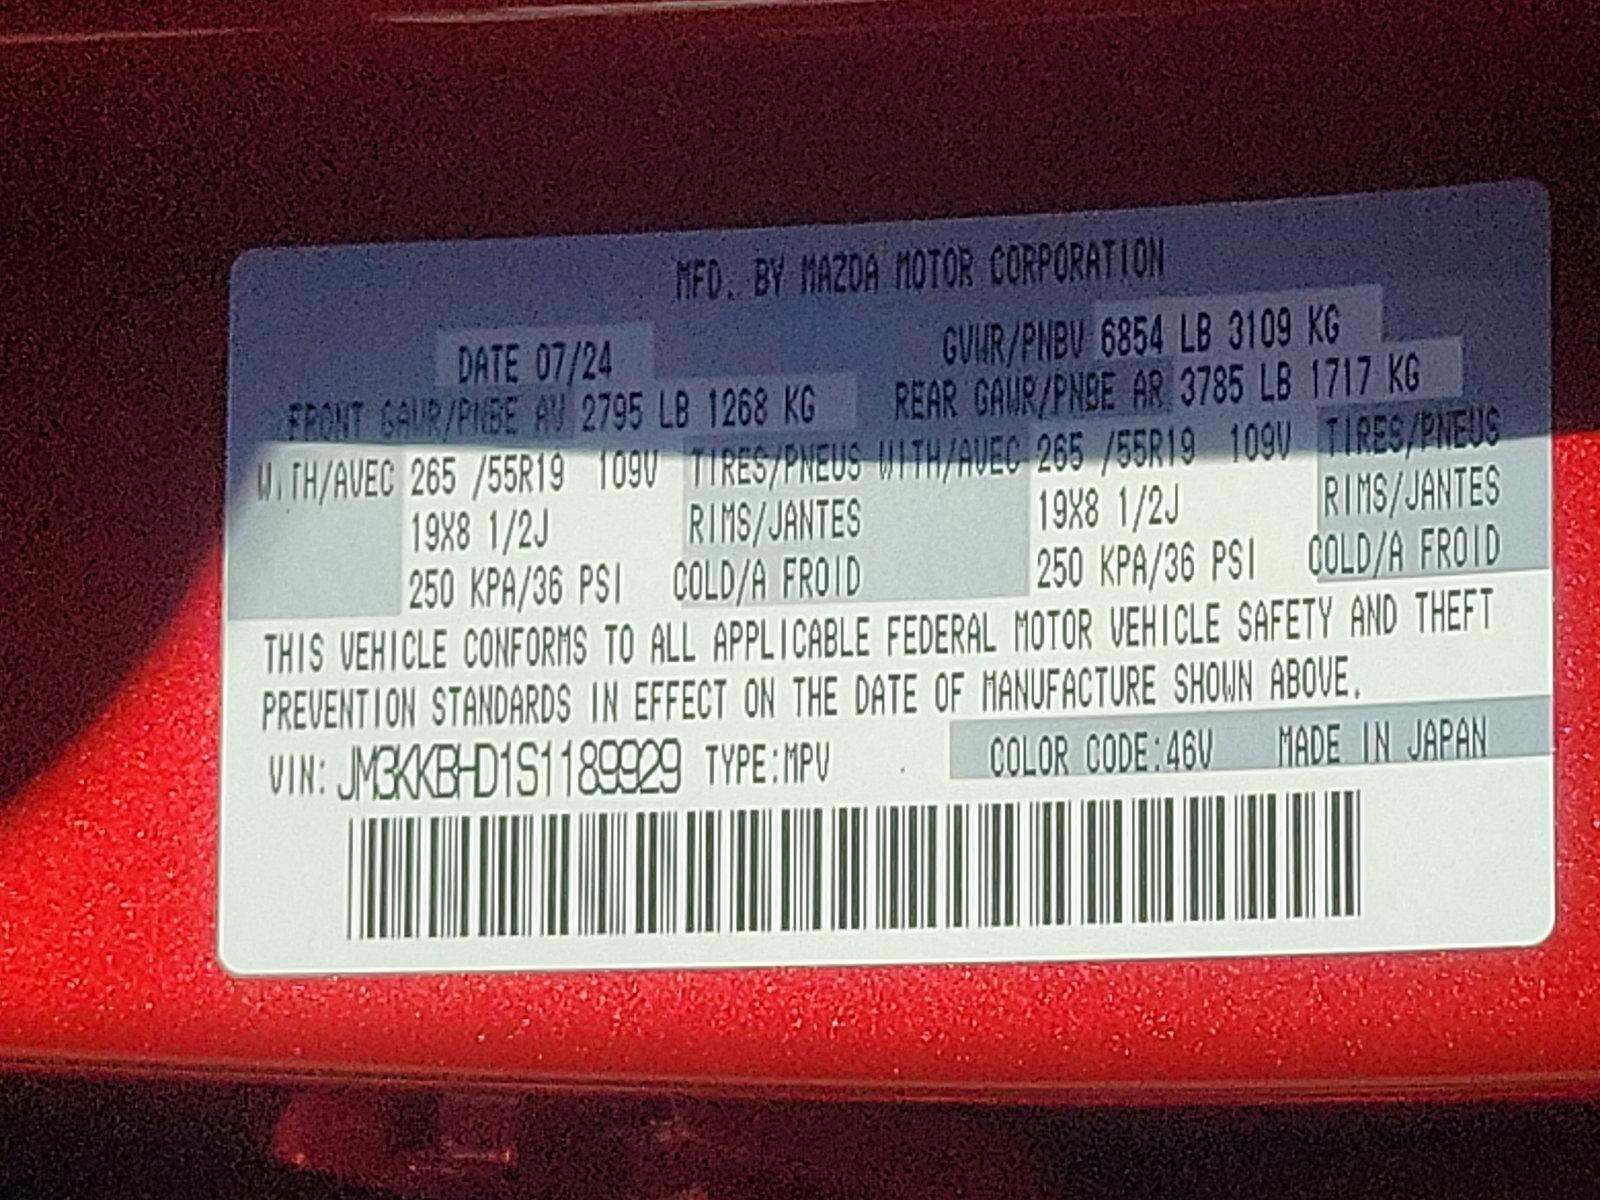 MFD. BY MAZDA MOTOR CORPORATION
DATE 07/24 GVWR/PNBV 6854 LB 3109 KG
FRONT GAWR/PNBE AV 2795 LB 1268 KG REAR GAWR/PNBE AR 3785 LB 1717 KG
WITH/AVEC 265 /55R19 109V TIRES/PNEUS WITH/AVEC 265 /55R19 109V TIRES/PNEUS
19X8 1/2J RIMS/JANTES 19X8 1/2J RIMS/JANTES
250 KPA/36 PSI COLD/A FROID 250 KPA/36 PSI COLD/A FROID
THIS VEHICLE CONFORMS TO ALL APPLICABLE FEDERAL MOTOR VEHICLE SAFETY AND THEFT
PREVENTION STANDARDS IN EFFECT ON THE DATE OF MANUFACTURE SHOWN ABOVE.
VIN: JM3KKBHD1S1189929 TYPE:MPV COLOR CODE:46V MADE IN JAPAN